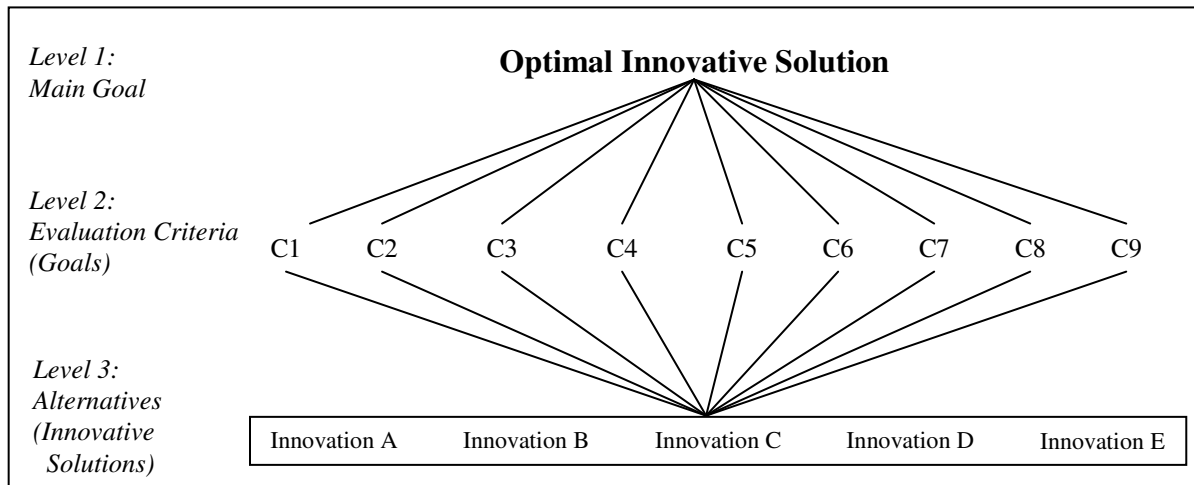 Level 1:
Main Goal
Optimal Innovative Solution
Level 2:
Evaluation Criteria
(Goals)
C1 C2 C3 C4 C5 C6 C7 C8 C9
Level 3:
Alternatives
(Innovative
Solutions)
Innovation A Innovation B Innovation C Innovation D Innovation E